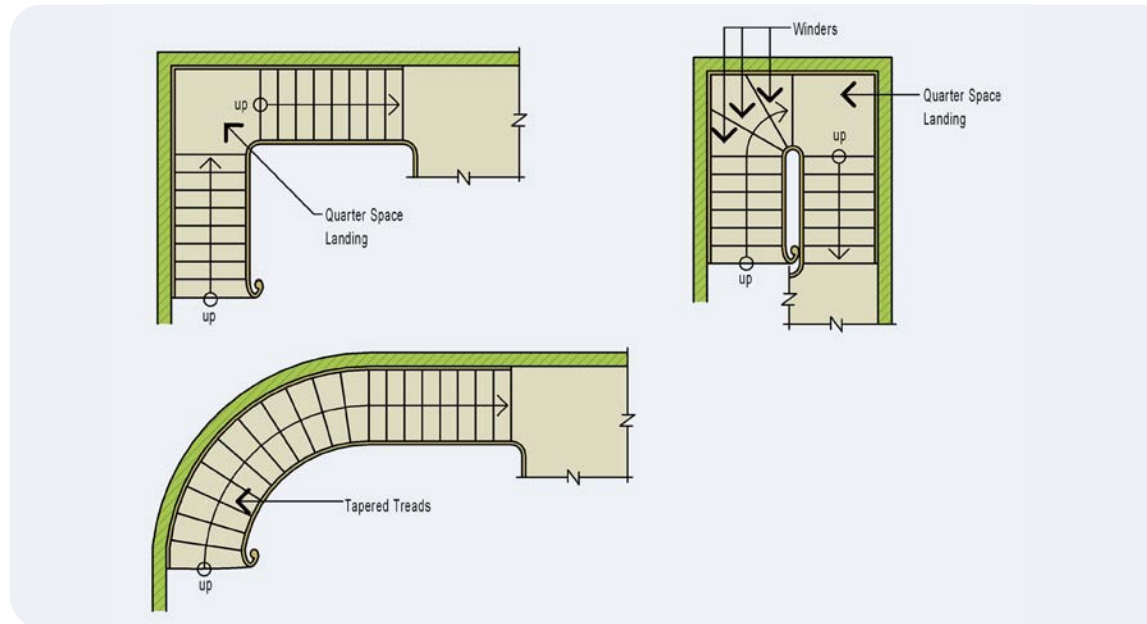 up
Quarter Space
Landing
up
Winders
Quarter Space
Landing
up
up
Tapered Treads
up